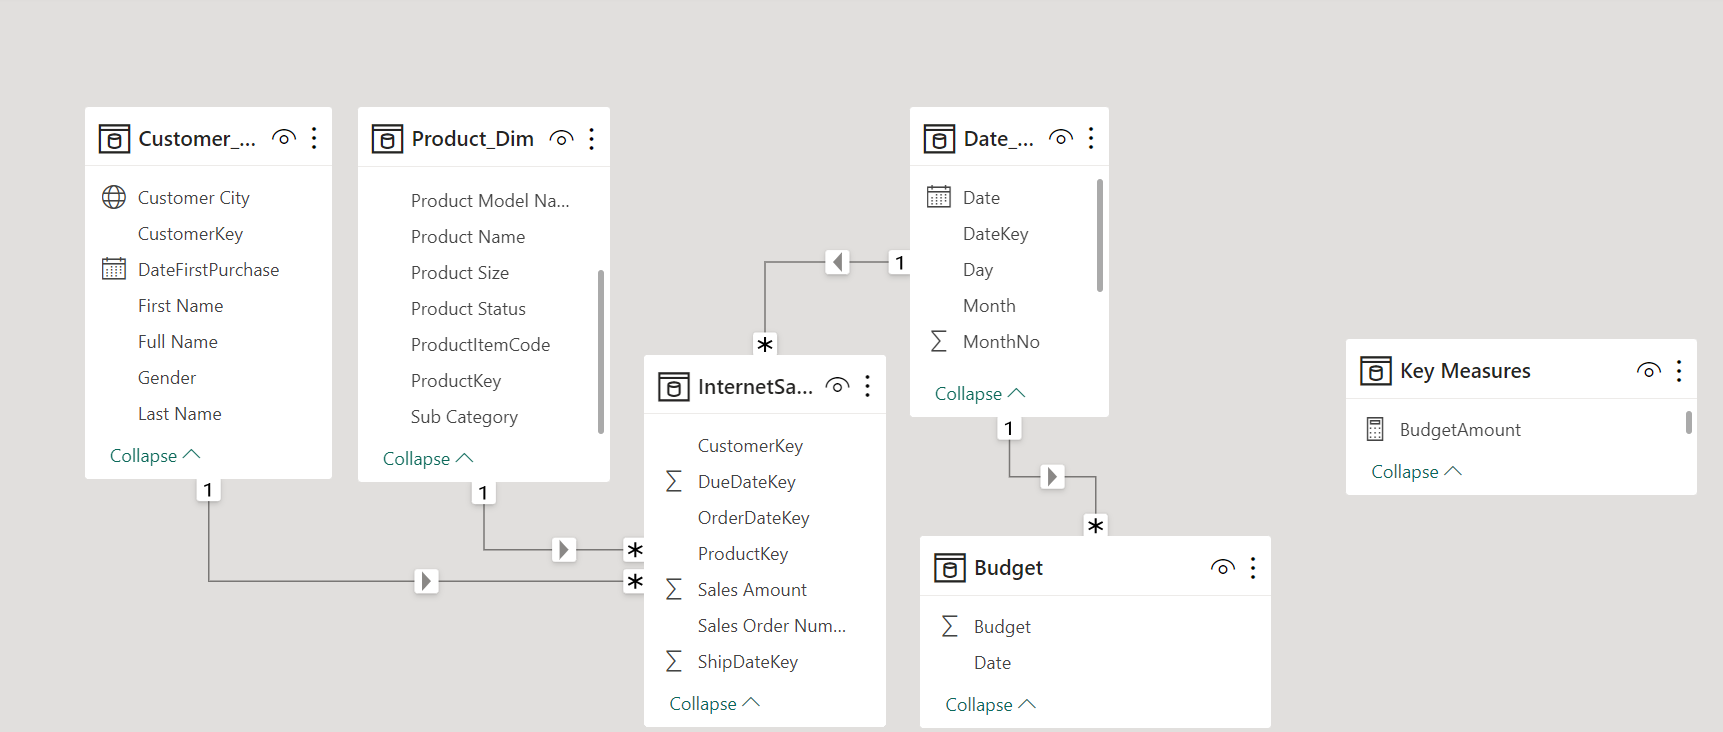 Customer_...
Customer City
CustomerKey
DateFirstPurchase
First Name
Full Name
Gender
Last Name
Collapse
1
Product_Dim
Product Model Na...
Product Name
Product Size
Product Status
ProductItemCode
ProductKey
Sub Category
Collapse
1
*
*
Date_...
Date
DateKey
Day
Month
MonthNo
Collapse
1
*
1
*
InternetSa...
CustomerKey
DueDateKey
OrderDateKey
ProductKey
Sales Amount
Sales Order Num...
ShipDateKey
Collapse
Budget
Budget
Date
Collapse
Key Measures
BudgetAmount
Collapse